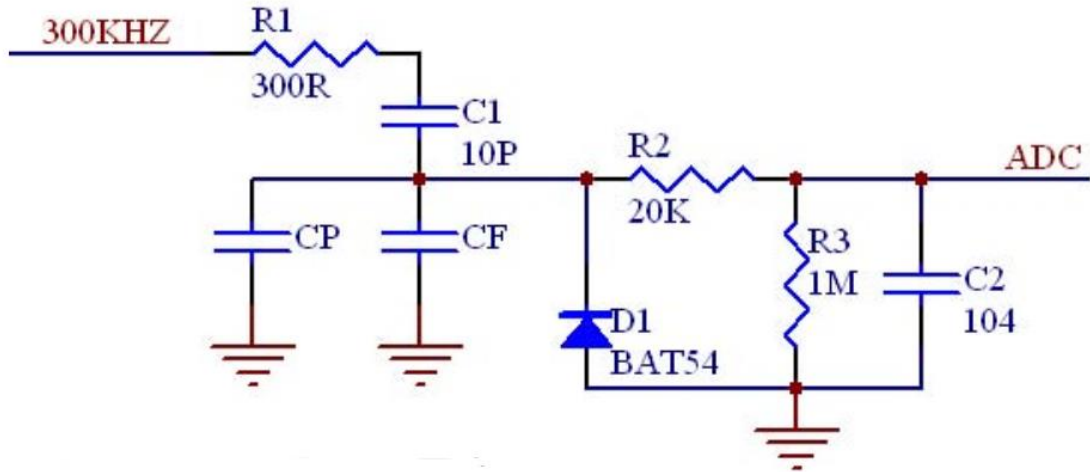 300KHZ
R1
300R
C1
10P
R2
20K
ADC
CP
CF
R3
1M
C2
104
D1
BAT54